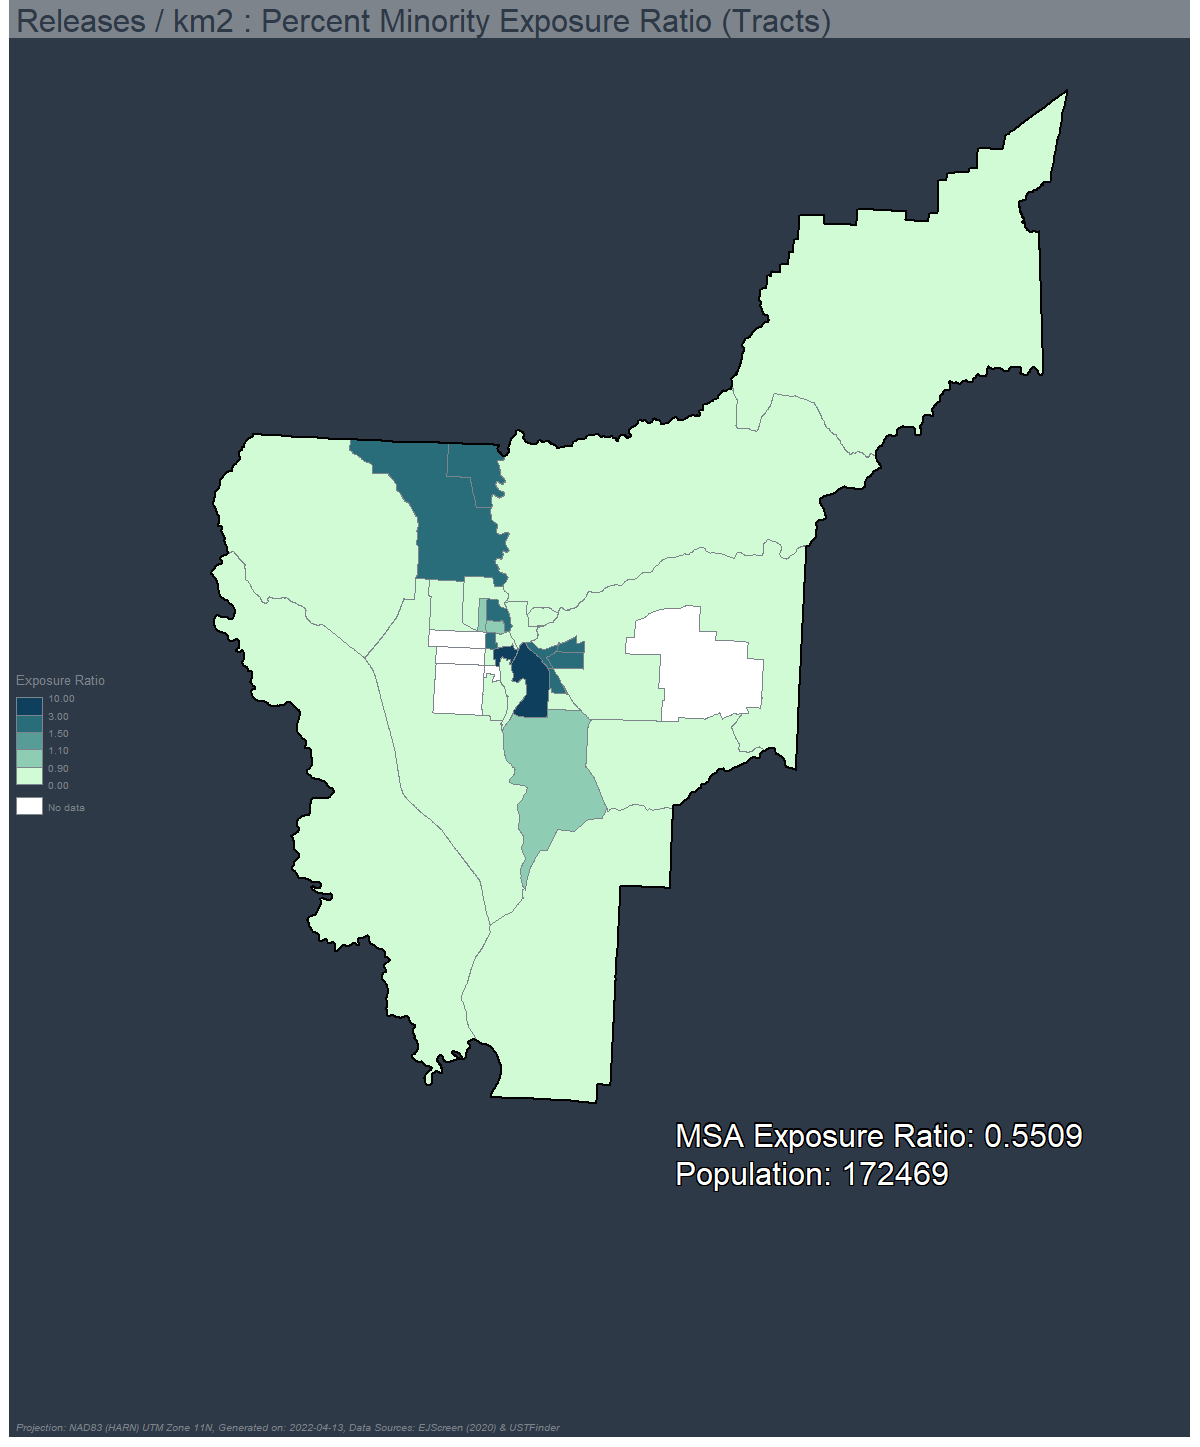 Releases / km2 : Percent Minority Exposure Ratio (Tracts)
Exposure Ratio
10.00
3.00
1.50
1.10
0.90
0.00
No data
MSA Exposure Ratio: 0.5509
Population: 172469
Projection: NAD83 (HARN) UTM Zone 11N, Generated on: 2022-04-13, Data Sources: EJScreen (2020) & USTFinder